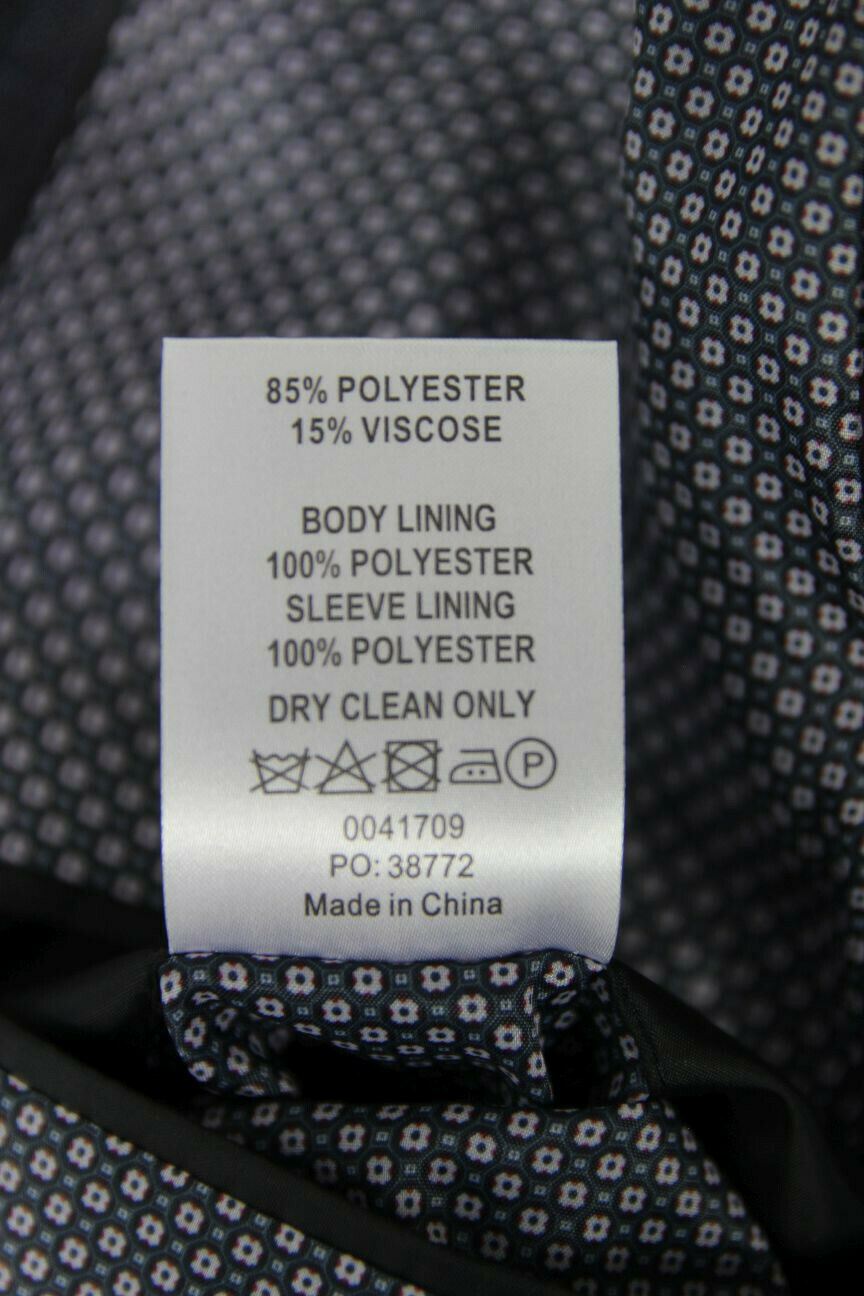 85% POLYESTER
15% VISCOSE
BODY LINING
100% POLYESTER
SLEEVE LINING
100% POLYESTER
DRY CLEAN ONLY
P
0041709
PO: 38772
Made in China